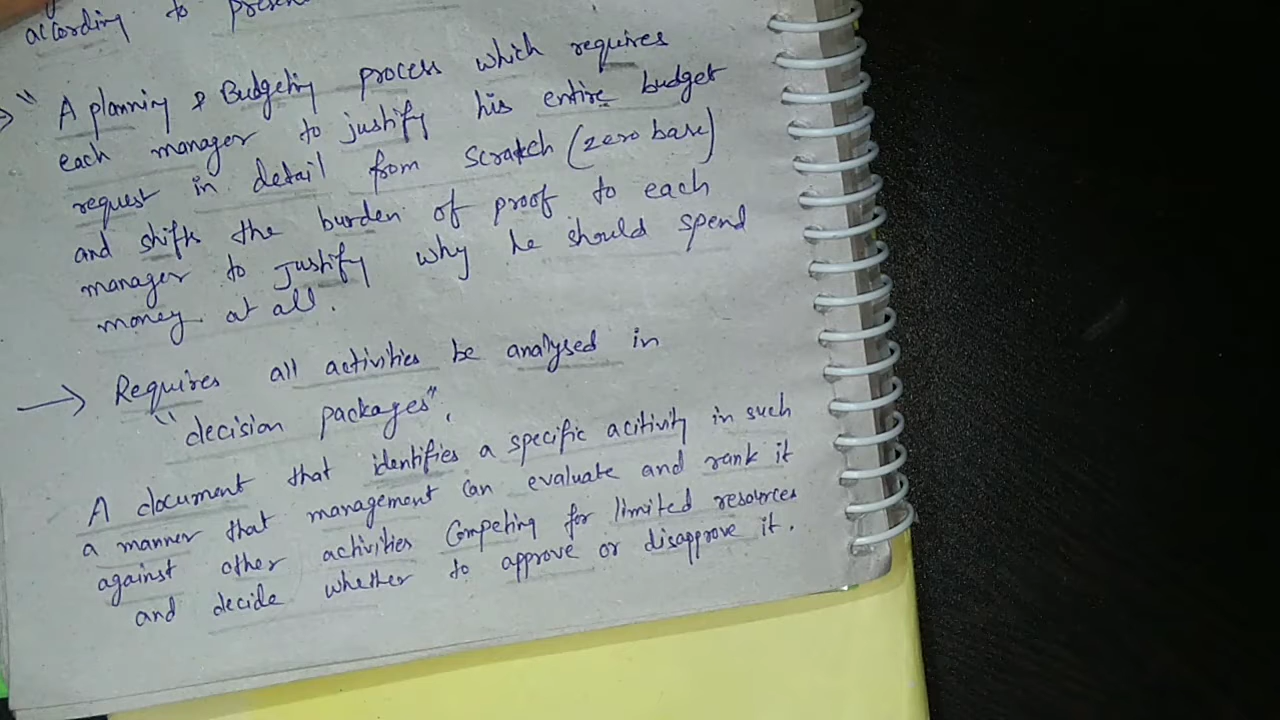 according to present
→ " A planning & Budgeting process which requires
each manager to justify his entire budget
request in detail from scratch (zero base)
and shifts the burden of proof to each
manager to justify why he should spend
money at all.
→ Requires all activities be analysed in
"decision packages".
A document that identifies a specific acitivity in such
a manner that management can evaluate and rank it
against other activities Competing for limited resources
and decide whether to approve or disapprove it.